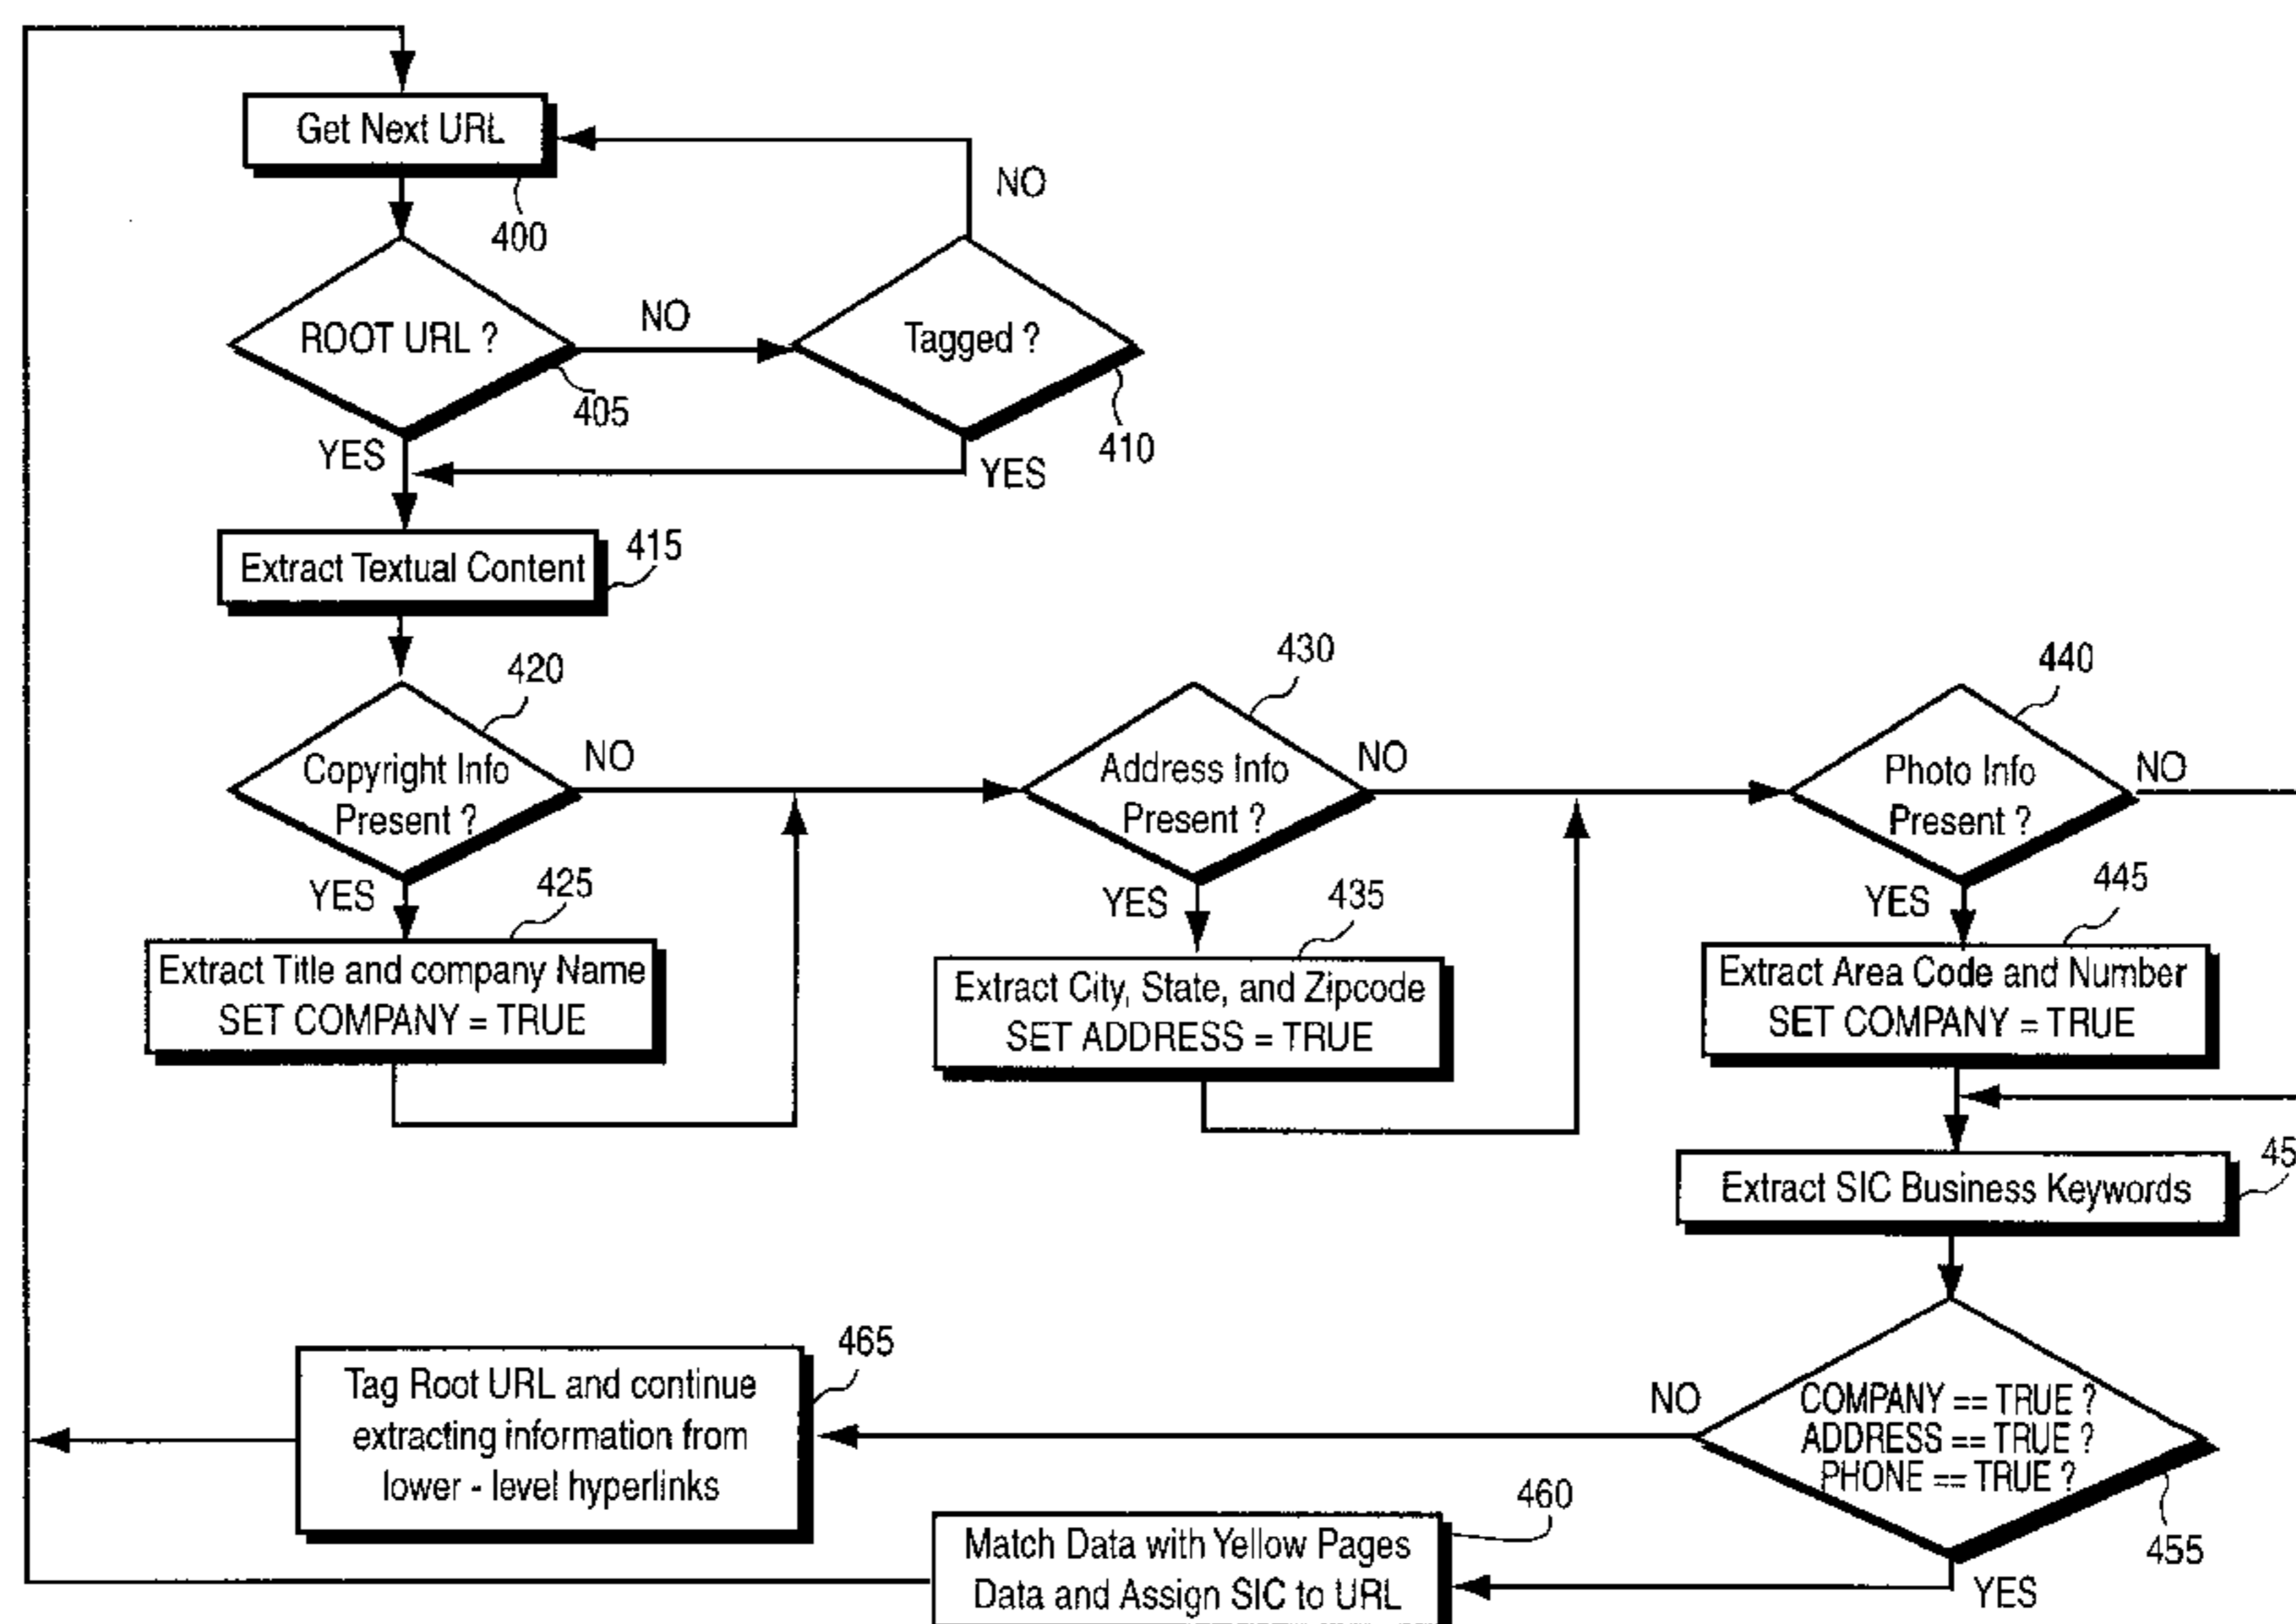 Get Next URL
400
NO
ROOT URL ?
NO
Tagged ?
405
410
YES
YES
Extract Textual Content
415
420
430
440
Copyright Info
Present ?
NO
Address Info
Present ?
NO
Photo Info
Present ?
NO
YES
425
YES
435
YES
445
Extract Title and company Name
SET COMPANY = TRUE
Extract City, State, and Zipcode
SET ADDRESS = TRUE
Extract Area Code and Number
SET COMPANY = TRUE
45
Extract SIC Business Keywords
465
Tag Root URL and continue
extracting information from
lower - level hyperlinks
NO
COMPANY == TRUE ?
ADDRESS == TRUE ?
PHONE == TRUE ?
455
460
Match Data with Yellow Pages
Data and Assign SIC to URL
YES